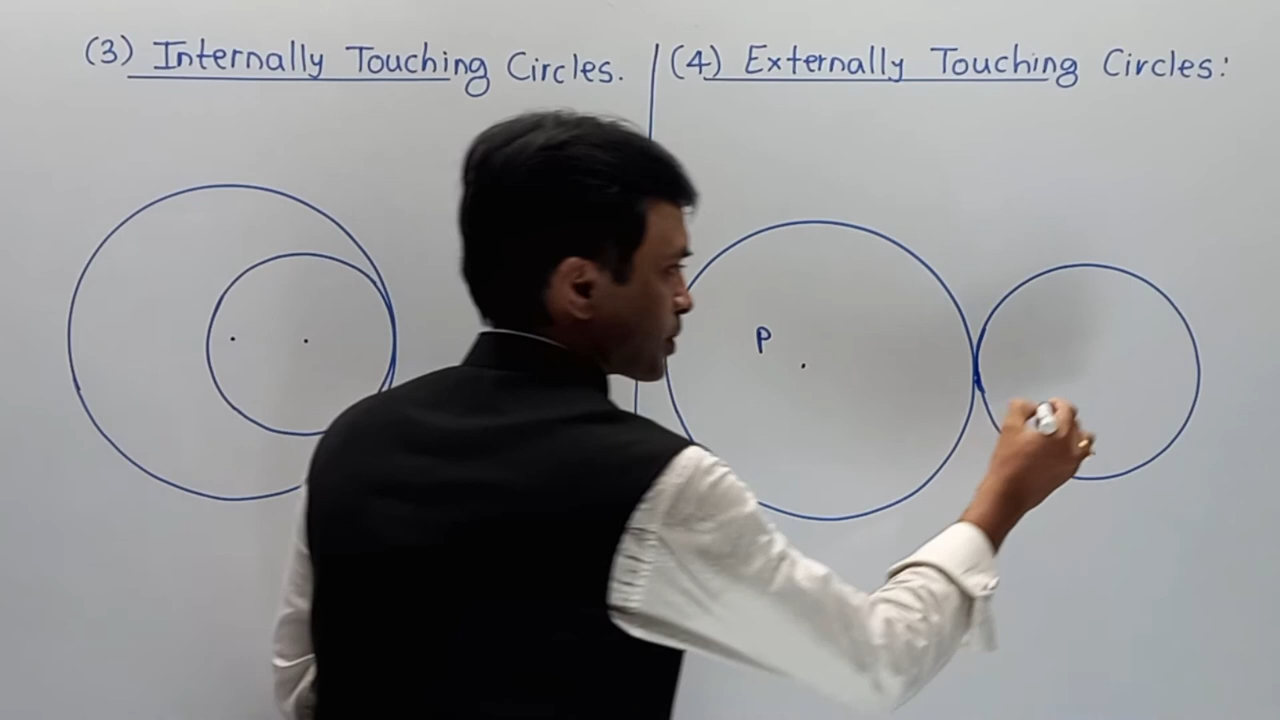 (3) Internally Touching Circles.
(4) Externally Touching Circles:
P